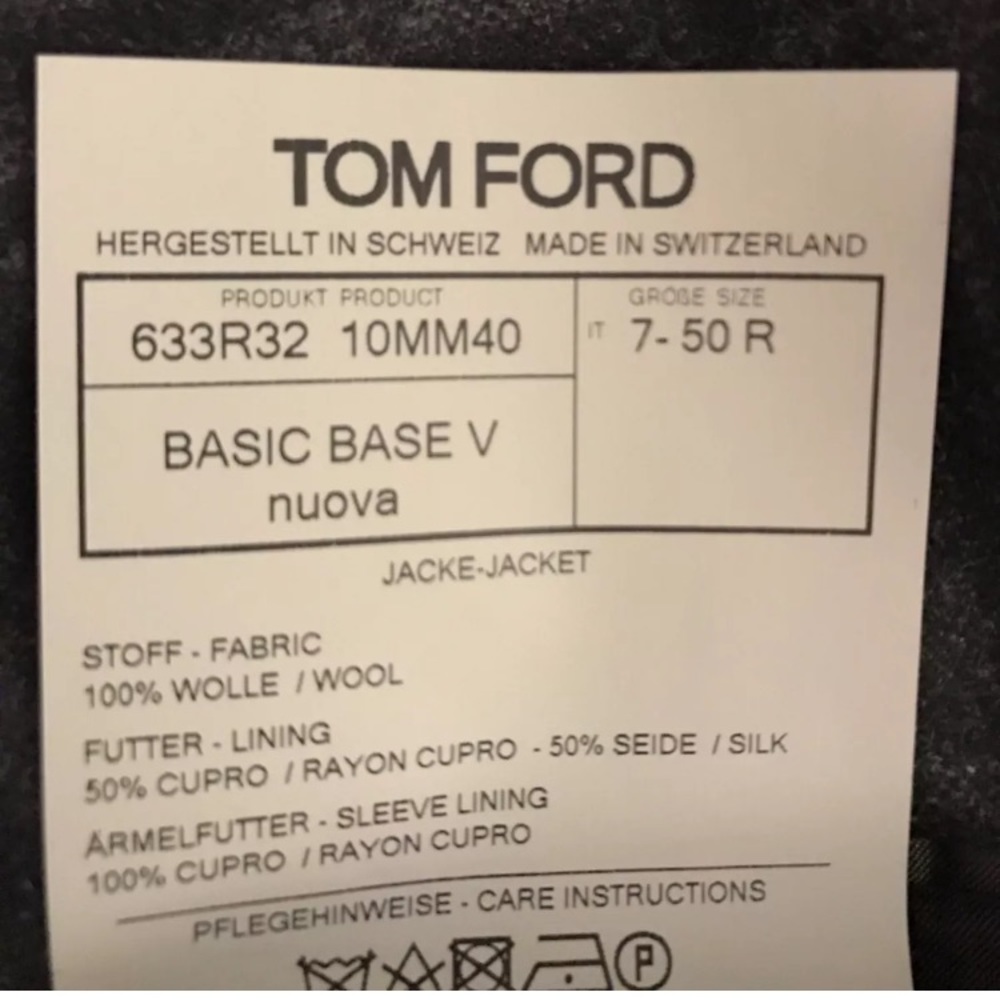 TOM FORD
HERGESTELLT IN SCHWEIZ MADE IN SWITZERLAND
PRODUKT PRODUCT
633R32 10MM40
GRÖßE SIZE
IT 7- 50 R
BASIC BASE V
nuova
JACKE-JACKET
STOFF - FABRIC
100% WOLLE / WOOL
FUTTER - LINING
50% CUPRO / RAYON CUPRO - 50% SEIDE / SILK
ÄRMELFUTTER - SLEEVE LINING
100% CUPRO / RAYON CUPRO
PFLEGEHINWEISE - CARE INSTRUCTIONS
P